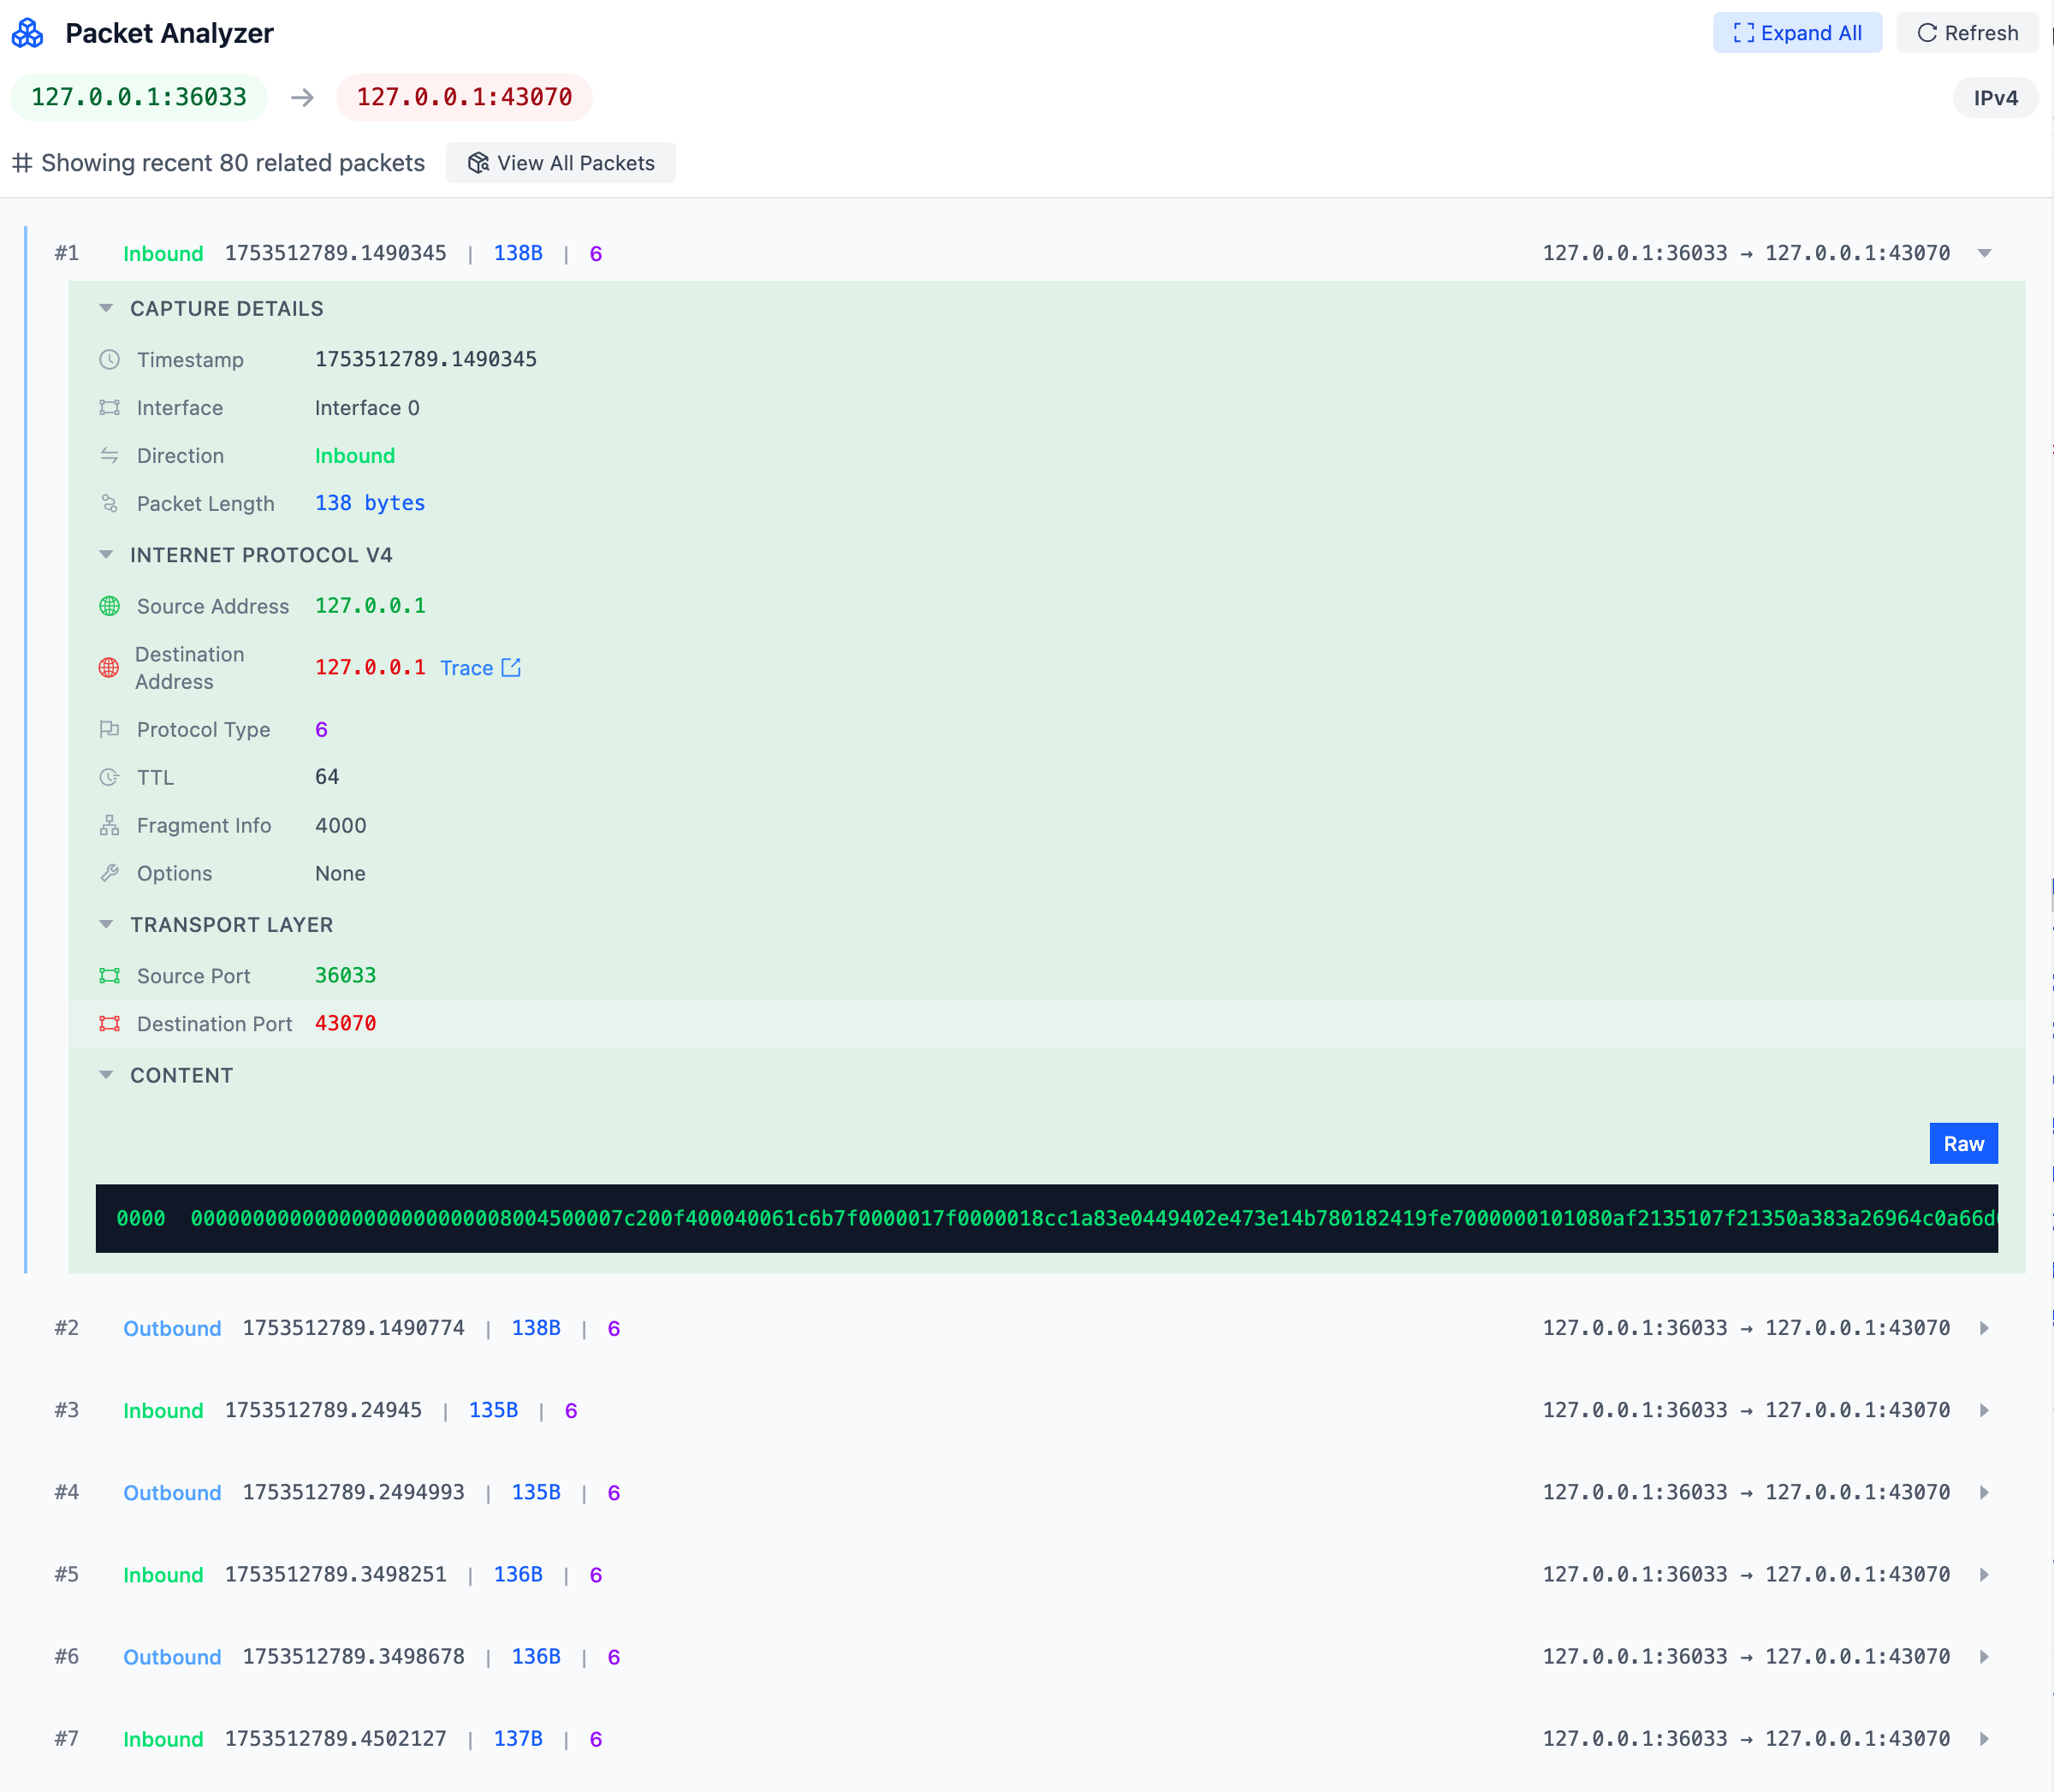 Packet Analyzer
Expand All
Refresh
127.0.0.1:36033 → 127.0.0.1:43070
IPv4
# Showing recent 80 related packets
View All Packets
#1 Inbound 1753512789.1490345 | 138B | 6 127.0.0.1:36033 → 127.0.0.1:43070
CAPTURE DETAILS
Timestamp 1753512789.1490345
Interface Interface 0
Direction Inbound
Packet Length 138 bytes
INTERNET PROTOCOL V4
Source Address 127.0.0.1
Destination Address 127.0.0.1 Trace
Protocol Type 6
TTL 64
Fragment Info 4000
Options None
TRANSPORT LAYER
Source Port 36033
Destination Port 43070
CONTENT
Raw
0000 00000000000000000000000008004500007c200f400040061c6b7f0000017f0000018cc1a83e0449402e473e14b780182419fe7000000101080af2135107f21350a383a26964c0a66d
#2 Outbound 1753512789.1490774 | 138B | 6 127.0.0.1:36033 → 127.0.0.1:43070
#3 Inbound 1753512789.24945 | 135B | 6 127.0.0.1:36033 → 127.0.0.1:43070
#4 Outbound 1753512789.2494993 | 135B | 6 127.0.0.1:36033 → 127.0.0.1:43070
#5 Inbound 1753512789.3498251 | 136B | 6 127.0.0.1:36033 → 127.0.0.1:43070
#6 Outbound 1753512789.3498678 | 136B | 6 127.0.0.1:36033 → 127.0.0.1:43070
#7 Inbound 1753512789.4502127 | 137B | 6 127.0.0.1:36033 → 127.0.0.1:43070